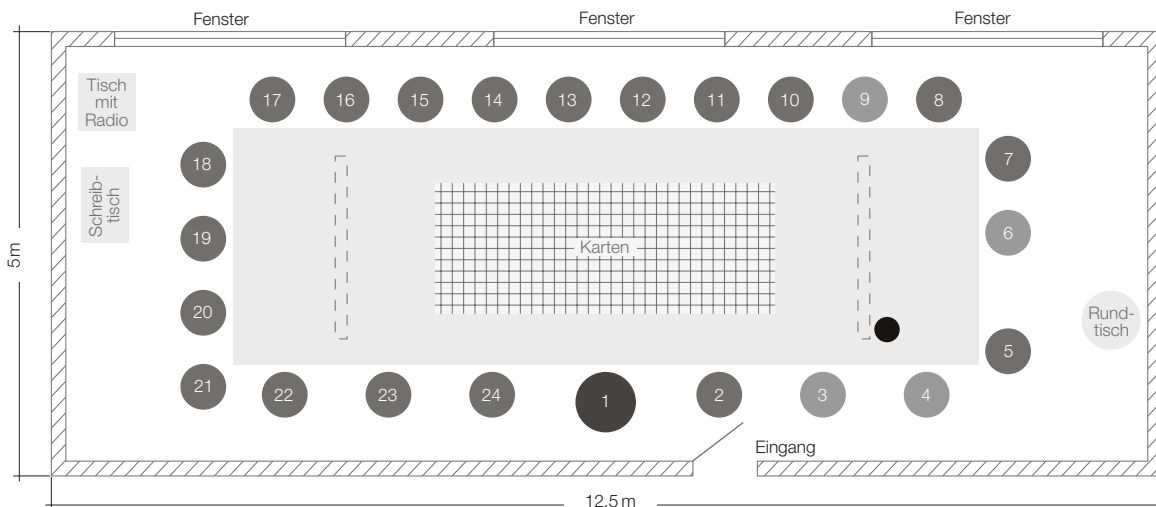 Fenster
Fenster
Fenster
Tisch
mit
Radio
17
16
15
14
13
12
11
10
9
8
18
7
Schreib-
tisch
19
6
Karten
5 m
20
Rund-
tisch
5
21
22
23
24
1
2
3
4
Eingang
12.5 m